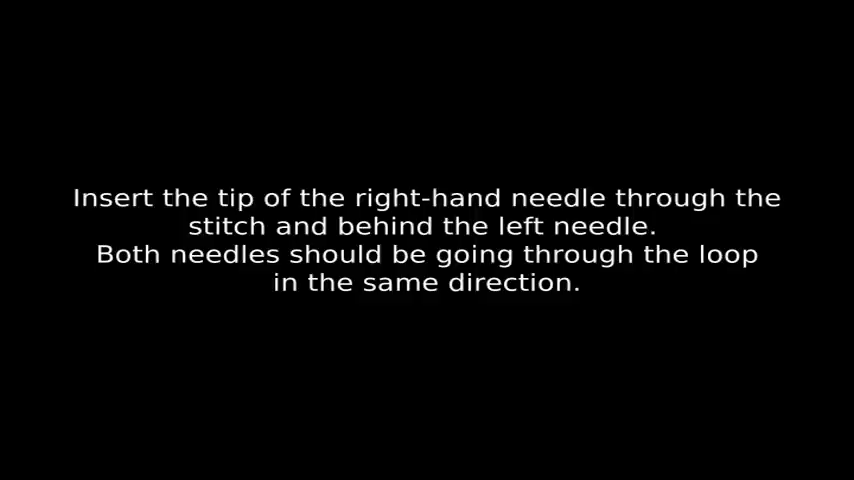 Insert the tip of the right-hand needle through the
stitch and behind the left needle.
Both needles should be going through the loop
in the same direction.